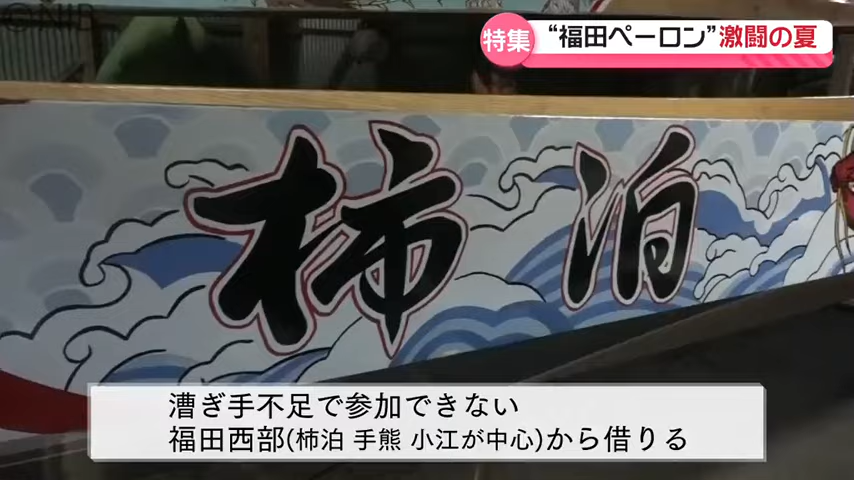 ©NIB
特集
“福田ペーロン”激闘の夏
柿泊
漕ぎ手不足で参加できない
福田西部(柿泊 手熊 小江が中心)から借りる